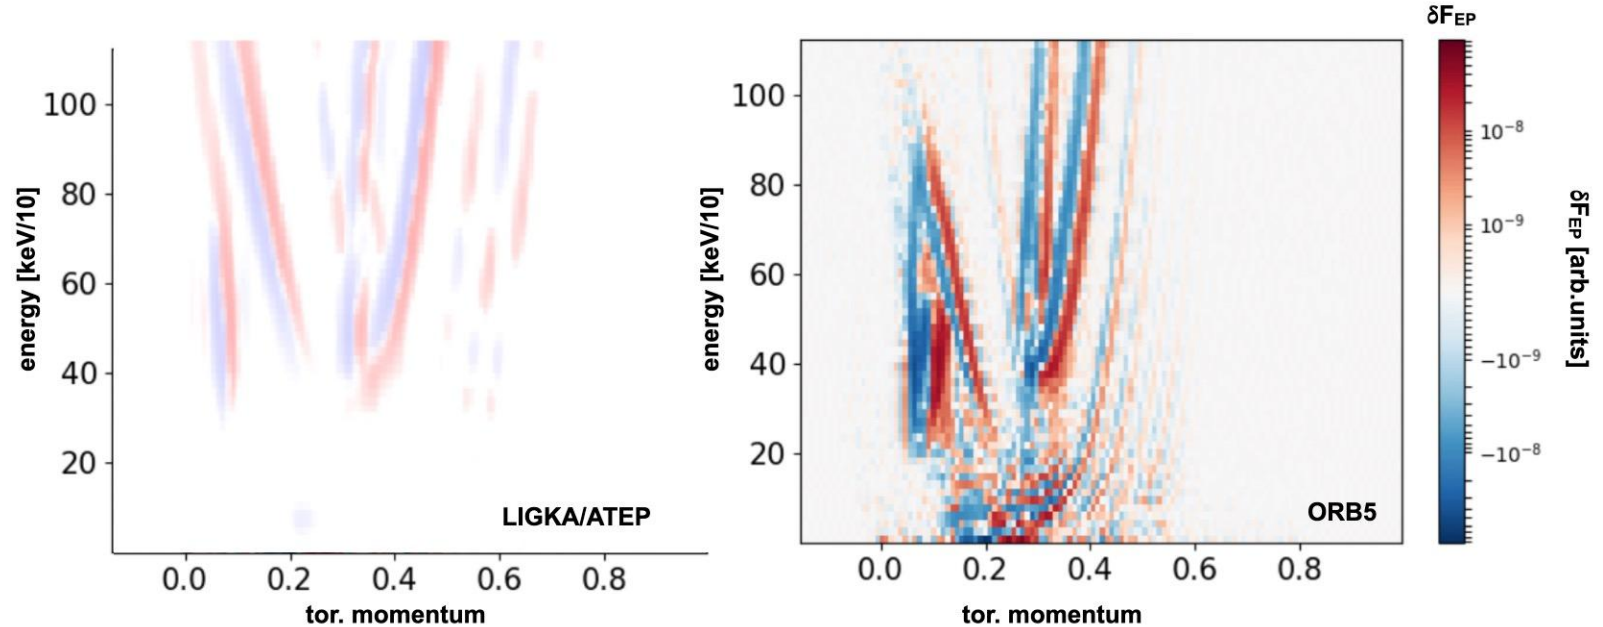 δFEP
100
80
60
40
20
energy [keV/10]
LIGKA/ATEP
0.0 0.2 0.4 0.6 0.8
tor. momentum
100
80
60
40
20
energy [keV/10]
ORB5
0.0 0.2 0.4 0.6 0.8
tor. momentum
10⁻⁸
10⁻⁹
−10⁻⁹
−10⁻⁸
δFEP [arb.units]